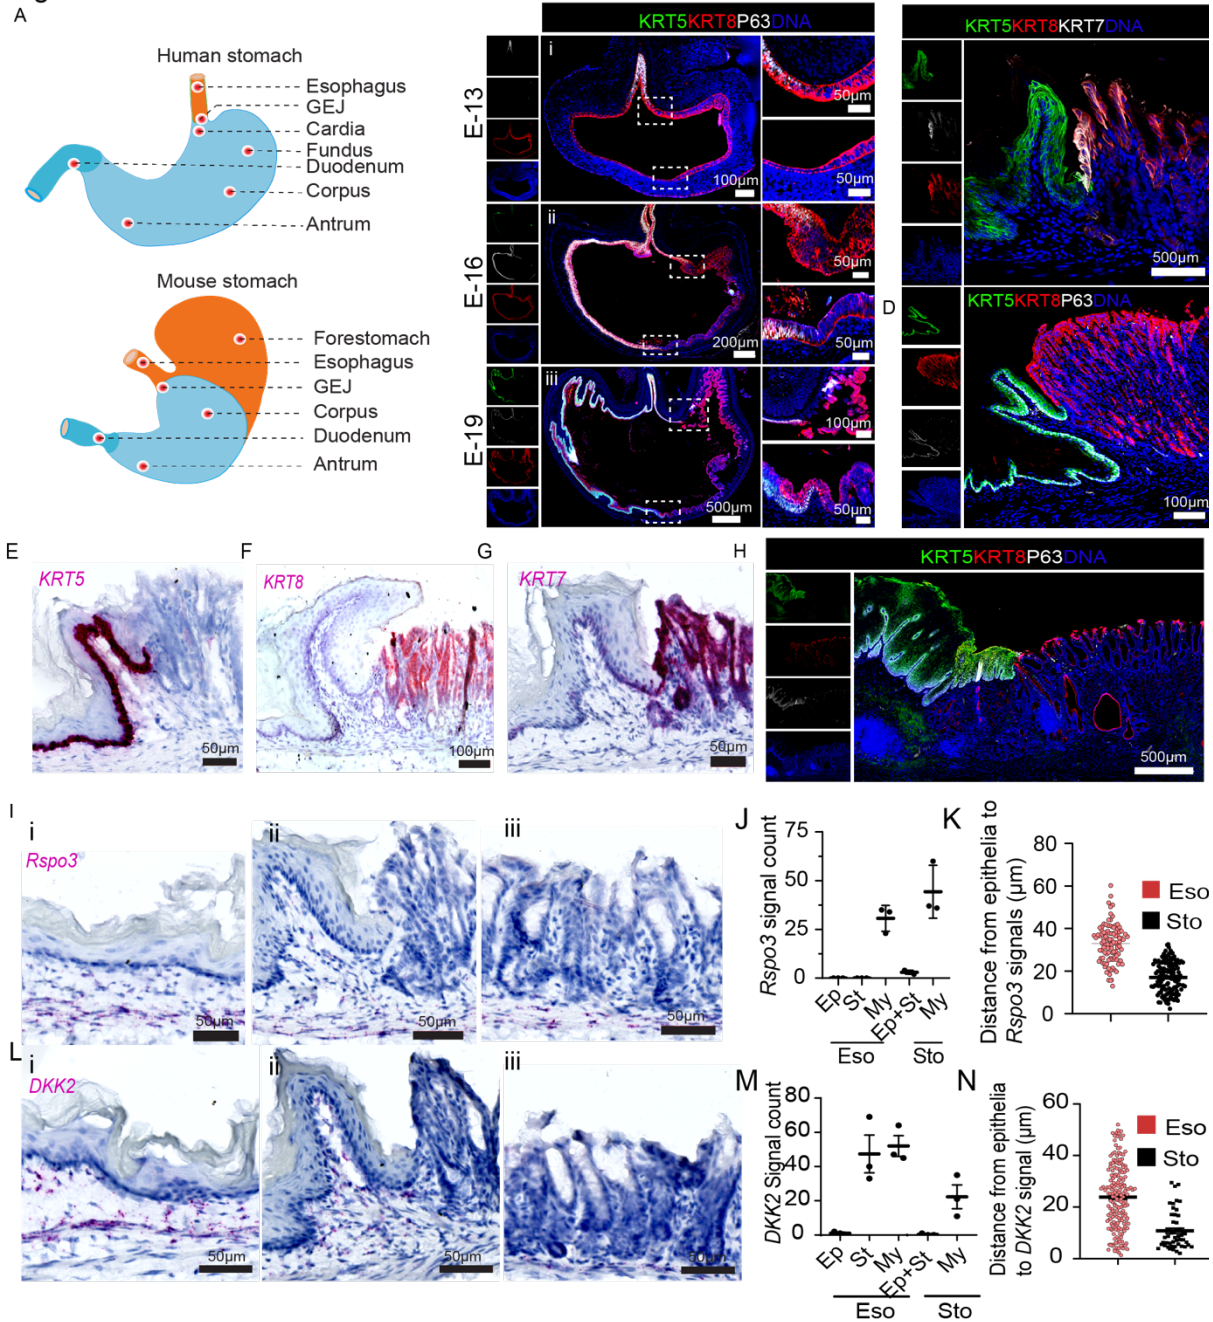 A
Human stomach
Esophagus
GEJ
Cardia
Fundus
Duodenum
Corpus
Antrum
Mouse stomach
Forestomach
Esophagus
GEJ
Corpus
Duodenum
Antrum
KRT5KRT8P63DNA
E-13
i
50µm
100µm
50µm
E-16
ii
50µm
200µm
50µm
E-19
iii
100µm
500µm
50µm
KRT5KRT8KRT7DNA
500µm
D
KRT5KRT8P63DNA
100µm
E
KRT5
50µm
F
KRT8
100µm
G
KRT7
50µm
H
KRT5KRT8P63DNA
500µm
I
i
Rspo3
50µm
ii
50µm
iii
50µm
J
Rspo3 signal count
75
50
25
0
Ep
St
My
Ep+St
My
Eso
Sto
K
Distance from epithelia to
Rspo3 signals (µm)
80
60
40
20
0
Eso
Sto
L
i
DKK2
50µm
ii
50µm
iii
50µm
M
DKK2 Signal count
80
60
40
20
0
Ep
St
My
Ep+St
My
Eso
Sto
N
Distance from epithelia
to DKK2 signal (µm)
60
40
20
0
Eso
Sto